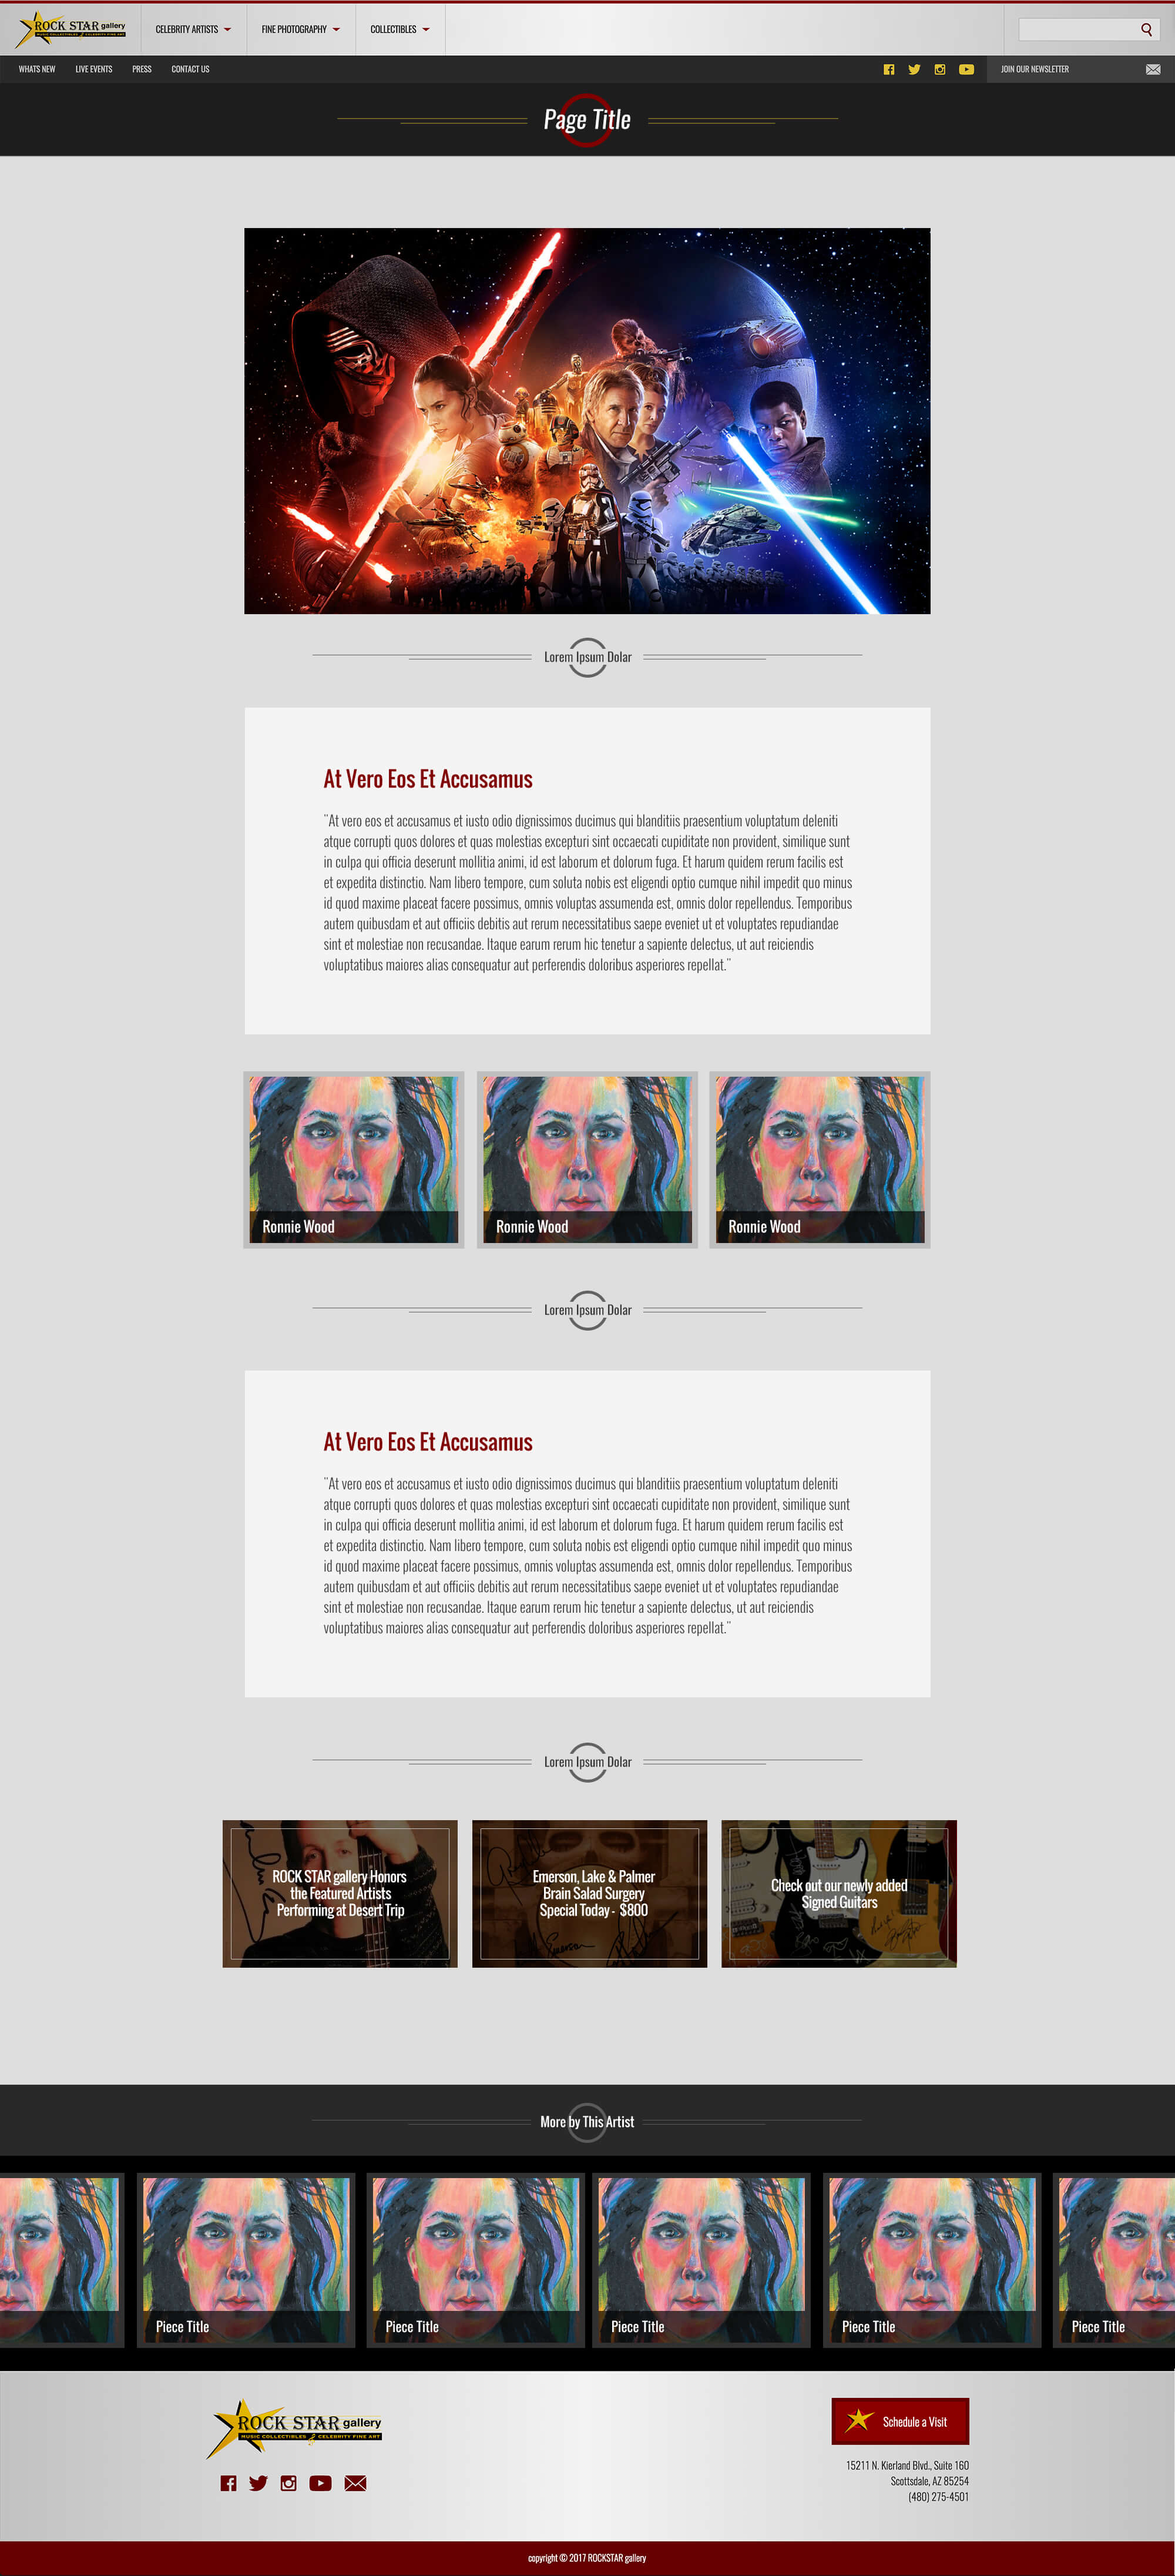 ROCK STAR gallery
MUSIC COLLECTIBLES & CELEBRITY FINE ART
CELEBRITY ARTISTS
FINE PHOTOGRAPHY
COLLECTIBLES
WHATS NEW
LIVE EVENTS
PRESS
CONTACT US
JOIN OUR NEWSLETTER
Page Title
Lorem Ipsum Dolar
At Vero Eos Et Accusamus
"At vero eos et accusamus et iusto odio dignissimos ducimus qui blanditiis praesentium voluptatum deleniti
atque corrupti quos dolores et quas molestias excepturi sint occaecati cupiditate non provident, similique sunt
in culpa qui officia deserunt mollitia animi, id est laborum et dolorum fuga. Et harum quidem rerum facilis est
et expedita distinctio. Nam libero tempore, cum soluta nobis est eligendi optio cumque nihil impedit quo minus
id quod maxime placeat facere possimus, omnis voluptas assumenda est, omnis dolor repellendus. Temporibus
autem quibusdam et aut officiis debitis aut rerum necessitatibus saepe eveniet ut et voluptates repudiandae
sint et molestiae non recusandae. Itaque earum rerum hic tenetur a sapiente delectus, ut aut reiciendis
voluptatibus maiores alias consequatur aut perferendis doloribus asperiores repellat."
Ronnie Wood
Ronnie Wood
Ronnie Wood
Lorem Ipsum Dolar
At Vero Eos Et Accusamus
"At vero eos et accusamus et iusto odio dignissimos ducimus qui blanditiis praesentium voluptatum deleniti
atque corrupti quos dolores et quas molestias excepturi sint occaecati cupiditate non provident, similique sunt
in culpa qui officia deserunt mollitia animi, id est laborum et dolorum fuga. Et harum quidem rerum facilis est
et expedita distinctio. Nam libero tempore, cum soluta nobis est eligendi optio cumque nihil impedit quo minus
id quod maxime placeat facere possimus, omnis voluptas assumenda est, omnis dolor repellendus. Temporibus
autem quibusdam et aut officiis debitis aut rerum necessitatibus saepe eveniet ut et voluptates repudiandae
sint et molestiae non recusandae. Itaque earum rerum hic tenetur a sapiente delectus, ut aut reiciendis
voluptatibus maiores alias consequatur aut perferendis doloribus asperiores repellat."
Lorem Ipsum Dolar
ROCK STAR gallery Honors
the Featured Artists
Performing at Desert Trip
Emerson, Lake & Palmer
Brain Salad Surgery
Special Today - $800
Check out our newly added
Signed Guitars
More by This Artist
Piece Title
Piece Title
Piece Title
Piece Title
Piece Title
ROCK STAR gallery
MUSIC COLLECTIBLES & CELEBRITY FINE ART
Schedule a Visit
15211 N. Kierland Blvd., Suite 160
Scottsdale, AZ 85254
(480) 275-4501
copyright © 2017 ROCKSTAR gallery